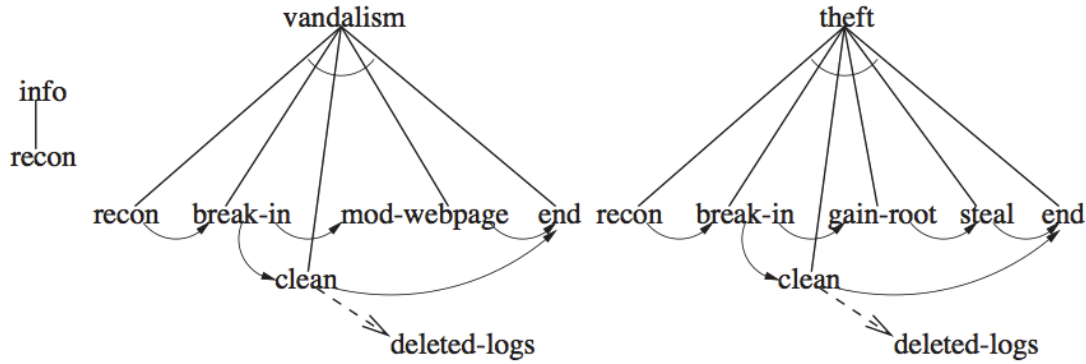 vandalism theft
info
recon
recon break-in mod-webpage end recon break-in gain-root steal end
clean clean
deleted-logs deleted-logs